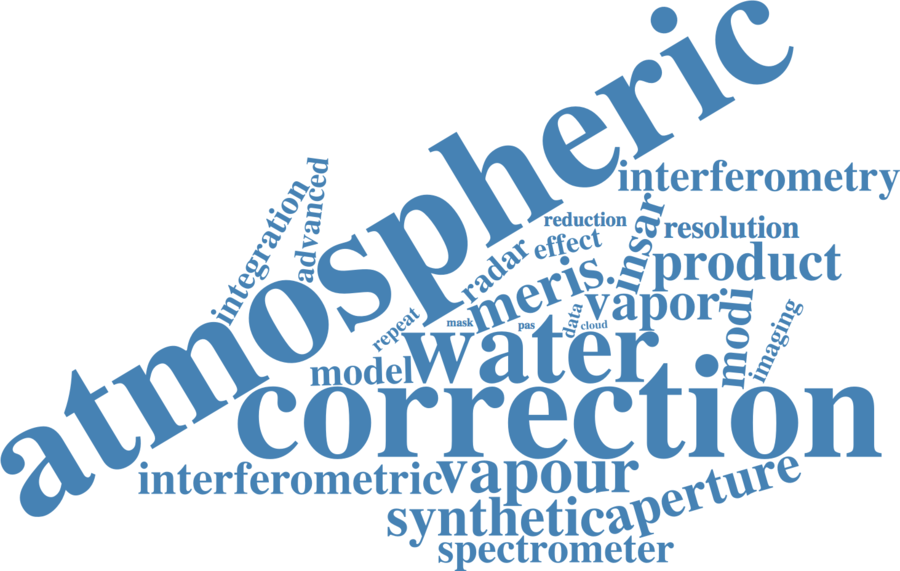 atmospheric
interferometry
advanced
integration
reduction
insar
resolution
effect
radar
product
meris.
vapor
modi
imaging
data
cloud
pas
mask
repeat
water
model
correction
interferometric
vapour
aperture
synthetic
spectrometer